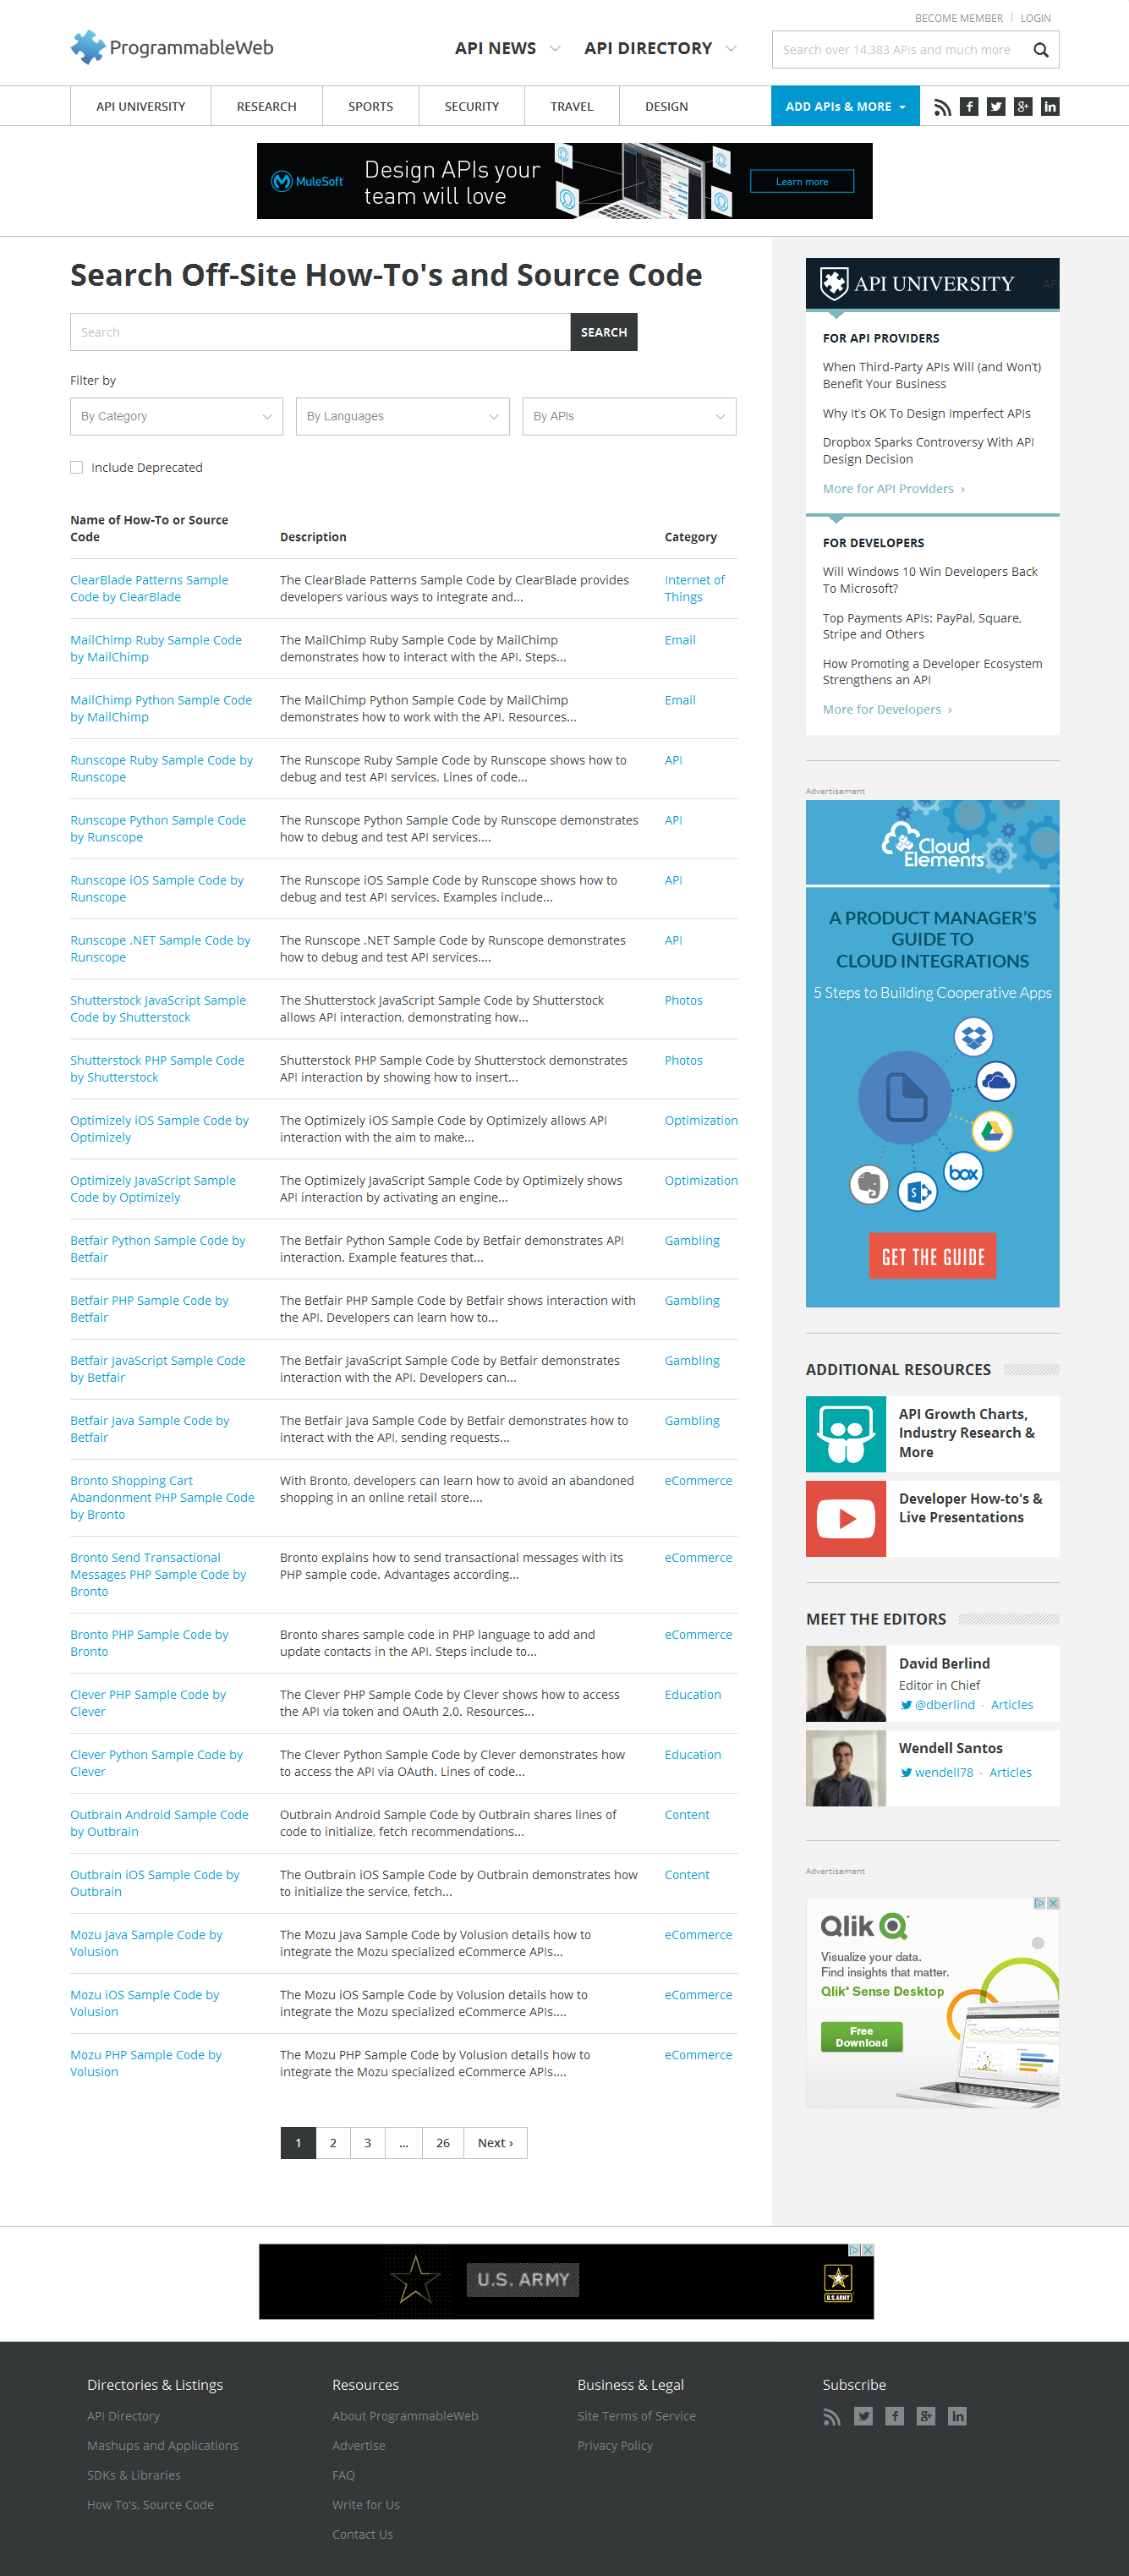 BECOME MEMBER | LOGIN
ProgrammableWeb
API NEWS
API DIRECTORY
Search over 14,383 APIs and much more
API UNIVERSITY
RESEARCH
SPORTS
SECURITY
TRAVEL
DESIGN
ADD APIs & MORE
MuleSoft
Design APIs your
team will love
Learn more
Search Off-Site How-To's and Source Code
Search
SEARCH
Filter by
By Category
By Languages
By APIs
Include Deprecated
Name of How-To or Source
Code
Description
Category
ClearBlade Patterns Sample
Code by ClearBlade
The ClearBlade Patterns Sample Code by ClearBlade provides
developers various ways to integrate and...
Internet of
Things
MailChimp Ruby Sample Code
by MailChimp
The MailChimp Ruby Sample Code by MailChimp
demonstrates how to interact with the API. Steps...
Email
MailChimp Python Sample Code
by MailChimp
The MailChimp Python Sample Code by MailChimp
demonstrates how to work with the API. Resources...
Email
Runscope Ruby Sample Code by
Runscope
The Runscope Ruby Sample Code by Runscope shows how to
debug and test API services. Lines of code...
API
Runscope Python Sample Code
by Runscope
The Runscope Python Sample Code by Runscope demonstrates
how to debug and test API services....
API
Runscope iOS Sample Code by
Runscope
The Runscope iOS Sample Code by Runscope shows how to
debug and test API services. Examples include...
API
Runscope .NET Sample Code by
Runscope
The Runscope .NET Sample Code by Runscope demonstrates
how to debug and test API services....
API
Shutterstock JavaScript Sample
Code by Shutterstock
The Shutterstock JavaScript Sample Code by Shutterstock
allows API interaction, demonstrating how...
Photos
Shutterstock PHP Sample Code
by Shutterstock
Shutterstock PHP Sample Code by Shutterstock demonstrates
API interaction by showing how to insert...
Photos
Optimizely iOS Sample Code by
Optimizely
The Optimizely iOS Sample Code by Optimizely allows API
interaction with the aim to make...
Optimization
Optimizely JavaScript Sample
Code by Optimizely
The Optimizely JavaScript Sample Code by Optimizely shows
API interaction by activating an engine...
Optimization
Betfair Python Sample Code by
Betfair
The Betfair Python Sample Code by Betfair demonstrates API
interaction. Example features that...
Gambling
Betfair PHP Sample Code by
Betfair
The Betfair PHP Sample Code by Betfair shows interaction with
the API. Developers can learn how to...
Gambling
Betfair JavaScript Sample Code
by Betfair
The Betfair JavaScript Sample Code by Betfair demonstrates
interaction with the API. Developers can...
Gambling
Betfair Java Sample Code by
Betfair
The Betfair Java Sample Code by Betfair demonstrates how to
interact with the API, sending requests...
Gambling
Bronto Shopping Cart
Abandonment PHP Sample Code
by Bronto
With Bronto, developers can learn how to avoid an abandoned
shopping in an online retail store....
eCommerce
Bronto Send Transactional
Messages PHP Sample Code by
Bronto
Bronto explains how to send transactional messages with its
PHP sample code. Advantages according...
eCommerce
Bronto PHP Sample Code by
Bronto
Bronto shares sample code in PHP language to add and
update contacts in the API. Steps include to...
eCommerce
Clever PHP Sample Code by
Clever
The Clever PHP Sample Code by Clever shows how to access
the API via token and OAuth 2.0. Resources...
Education
Clever Python Sample Code by
Clever
The Clever Python Sample Code by Clever demonstrates how
to access the API via OAuth. Lines of code...
Education
Outbrain Android Sample Code
by Outbrain
Outbrain Android Sample Code by Outbrain shares lines of
code to initialize, fetch recommendations...
Content
Outbrain iOS Sample Code by
Outbrain
The Outbrain iOS Sample Code by Outbrain demonstrates how
to initialize the service, fetch...
Content
Mozu Java Sample Code by
Volusion
The Mozu Java Sample Code by Volusion details how to
integrate the Mozu specialized eCommerce APIs...
eCommerce
Mozu iOS Sample Code by
Volusion
The Mozu iOS Sample Code by Volusion details how to
integrate the Mozu specialized eCommerce APIs....
eCommerce
Mozu PHP Sample Code by
Volusion
The Mozu PHP Sample Code by Volusion details how to
integrate the Mozu specialized eCommerce APIs....
eCommerce
1 2 3 ... 26 Next ›
API UNIVERSITY
AP
FOR API PROVIDERS
When Third-Party APIs Will (and Won't)
Benefit Your Business
Why It's OK To Design Imperfect APIs
Dropbox Sparks Controversy With API
Design Decision
More for API Providers ›
FOR DEVELOPERS
Will Windows 10 Win Developers Back
To Microsoft?
Top Payments APIs: PayPal, Square,
Stripe and Others
How Promoting a Developer Ecosystem
Strengthens an API
More for Developers ›
Advertisement
Cloud
Elements
A PRODUCT MANAGER'S
GUIDE TO
CLOUD INTEGRATIONS
5 Steps to Building Cooperative Apps
box
S
GET THE GUIDE
ADDITIONAL RESOURCES
API Growth Charts,
Industry Research &
More
Developer How-to's &
Live Presentations
MEET THE EDITORS
David Berlind
Editor in Chief
@dberlind · Articles
Wendell Santos
wendell78 · Articles
Advertisement
Qlik
Visualize your data.
Find insights that matter.
Qlik® Sense Desktop
Free
Download
U.S. ARMY
U.S.ARMY
Directories & Listings
API Directory
Mashups and Applications
SDKs & Libraries
How To's, Source Code
Resources
About ProgrammableWeb
Advertise
FAQ
Write for Us
Contact Us
Business & Legal
Site Terms of Service
Privacy Policy
Subscribe